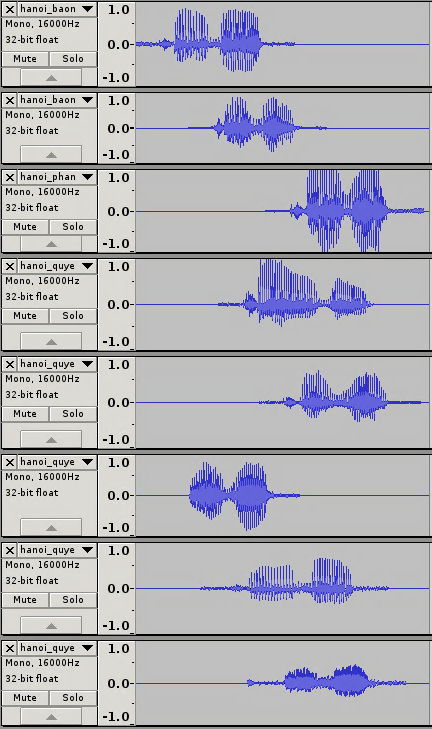 hanoi_baon 1.0
Mono, 16000Hz
32-bit float 0.0
Mute Solo
-1.0
hanoi_baon 1.0
Mono, 16000Hz
32-bit float 0.0
-1.0
hanoi_phan 1.0
Mono, 16000Hz
32-bit float 0.0
Mute Solo
-1.0
hanoi_quye 1.0
Mono, 16000Hz
32-bit float 0.0
Mute Solo
-1.0
hanoi_quye 1.0
Mono, 16000Hz
32-bit float 0.0
Mute Solo
-1.0
hanoi_quye 1.0
Mono, 16000Hz
32-bit float 0.0
-1.0
hanoi_quye 1.0
Mono, 16000Hz
32-bit float 0.0
Mute Solo
-1.0
hanoi_quye 1.0
Mono, 16000Hz
32-bit float 0.0
Mute Solo
-1.0